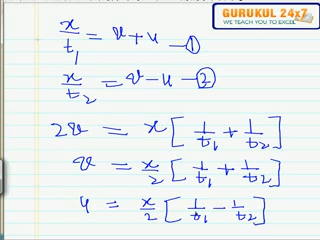 GURUKUL 24x7
WE TEACH YOU TO EXCEL
x/t₁ = v + u — ①
x/t₂ = v - u — ②
2v = x [ 1/t₁ + 1/t₂ ]
v = x/2 [ 1/t₁ + 1/t₂ ]
u = x/2 [ 1/t₁ - 1/t₂ ]